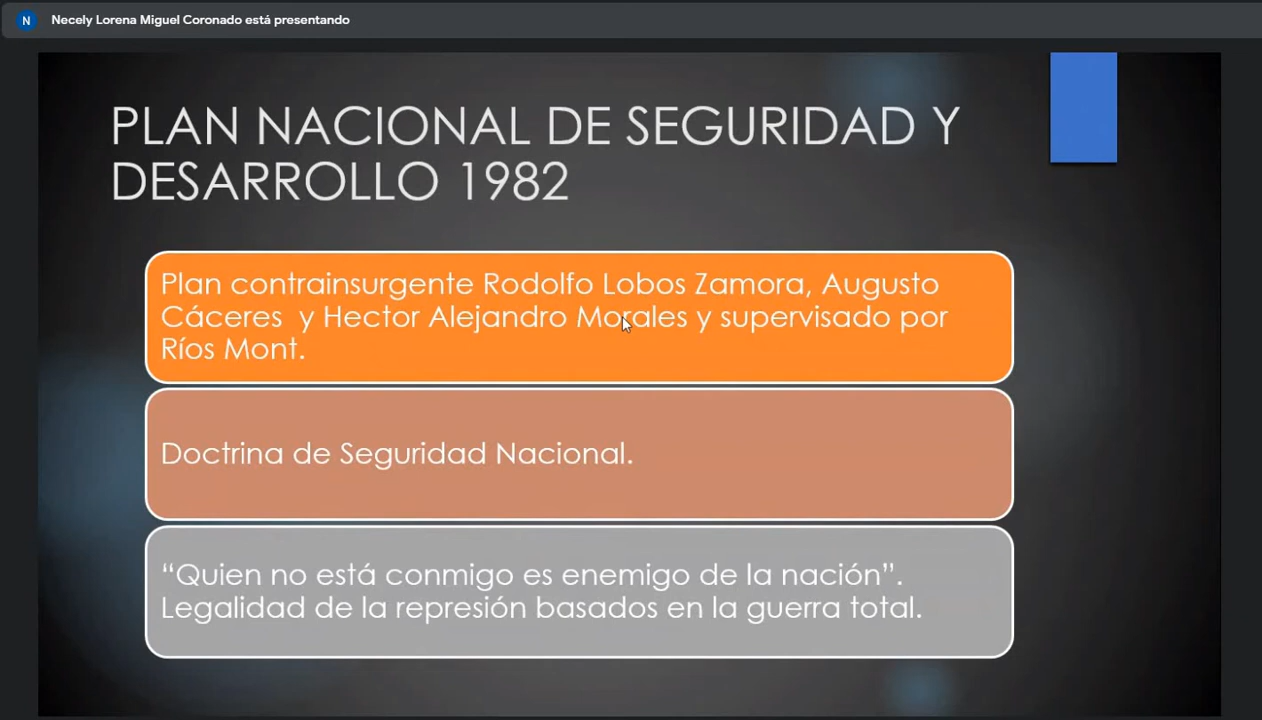 N Necely Lorena Miguel Coronado está presentando
PLAN NACIONAL DE SEGURIDAD Y
DESARROLLO 1982
Plan contrainsurgente Rodolfo Lobos Zamora, Augusto
Cáceres y Hector Alejandro Morales y supervisado por
Ríos Mont.
Doctrina de Seguridad Nacional.
“Quien no está conmigo es enemigo de la nación”.
Legalidad de la represión basados en la guerra total.